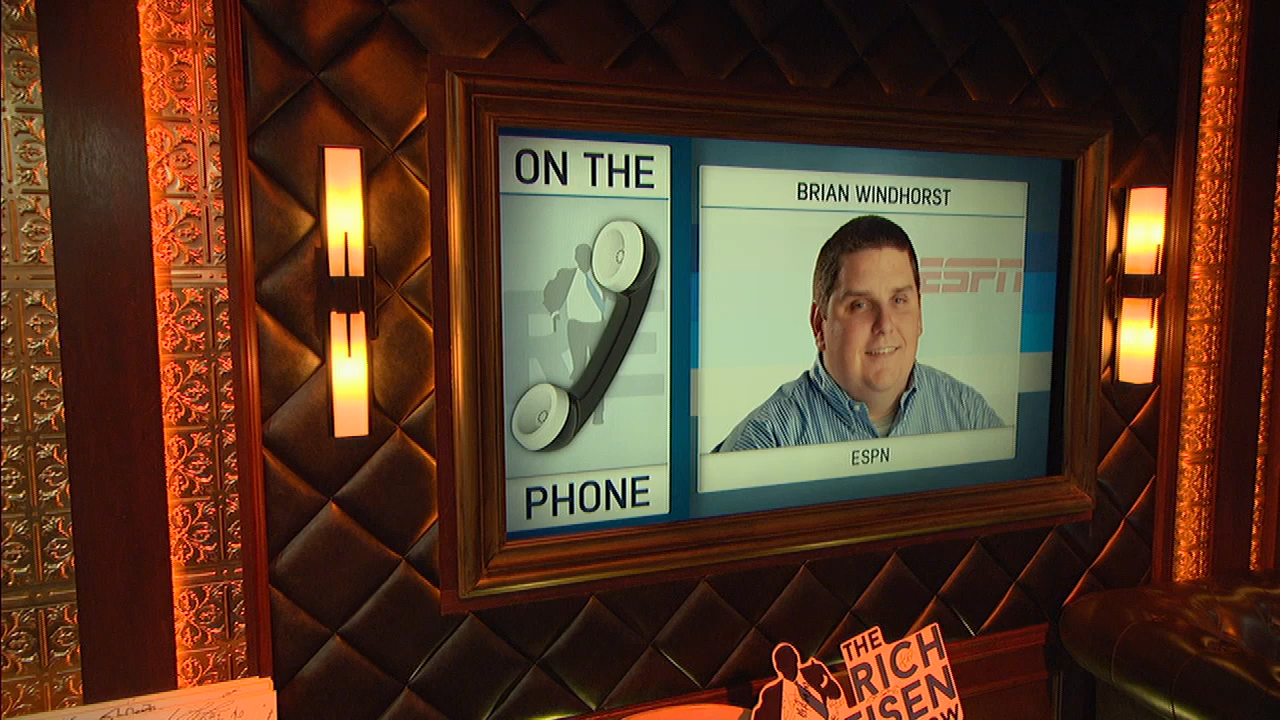 ON THE
PHONE
BRIAN WINDHORST
ESPN
ESPN
THE
RICH
EISEN